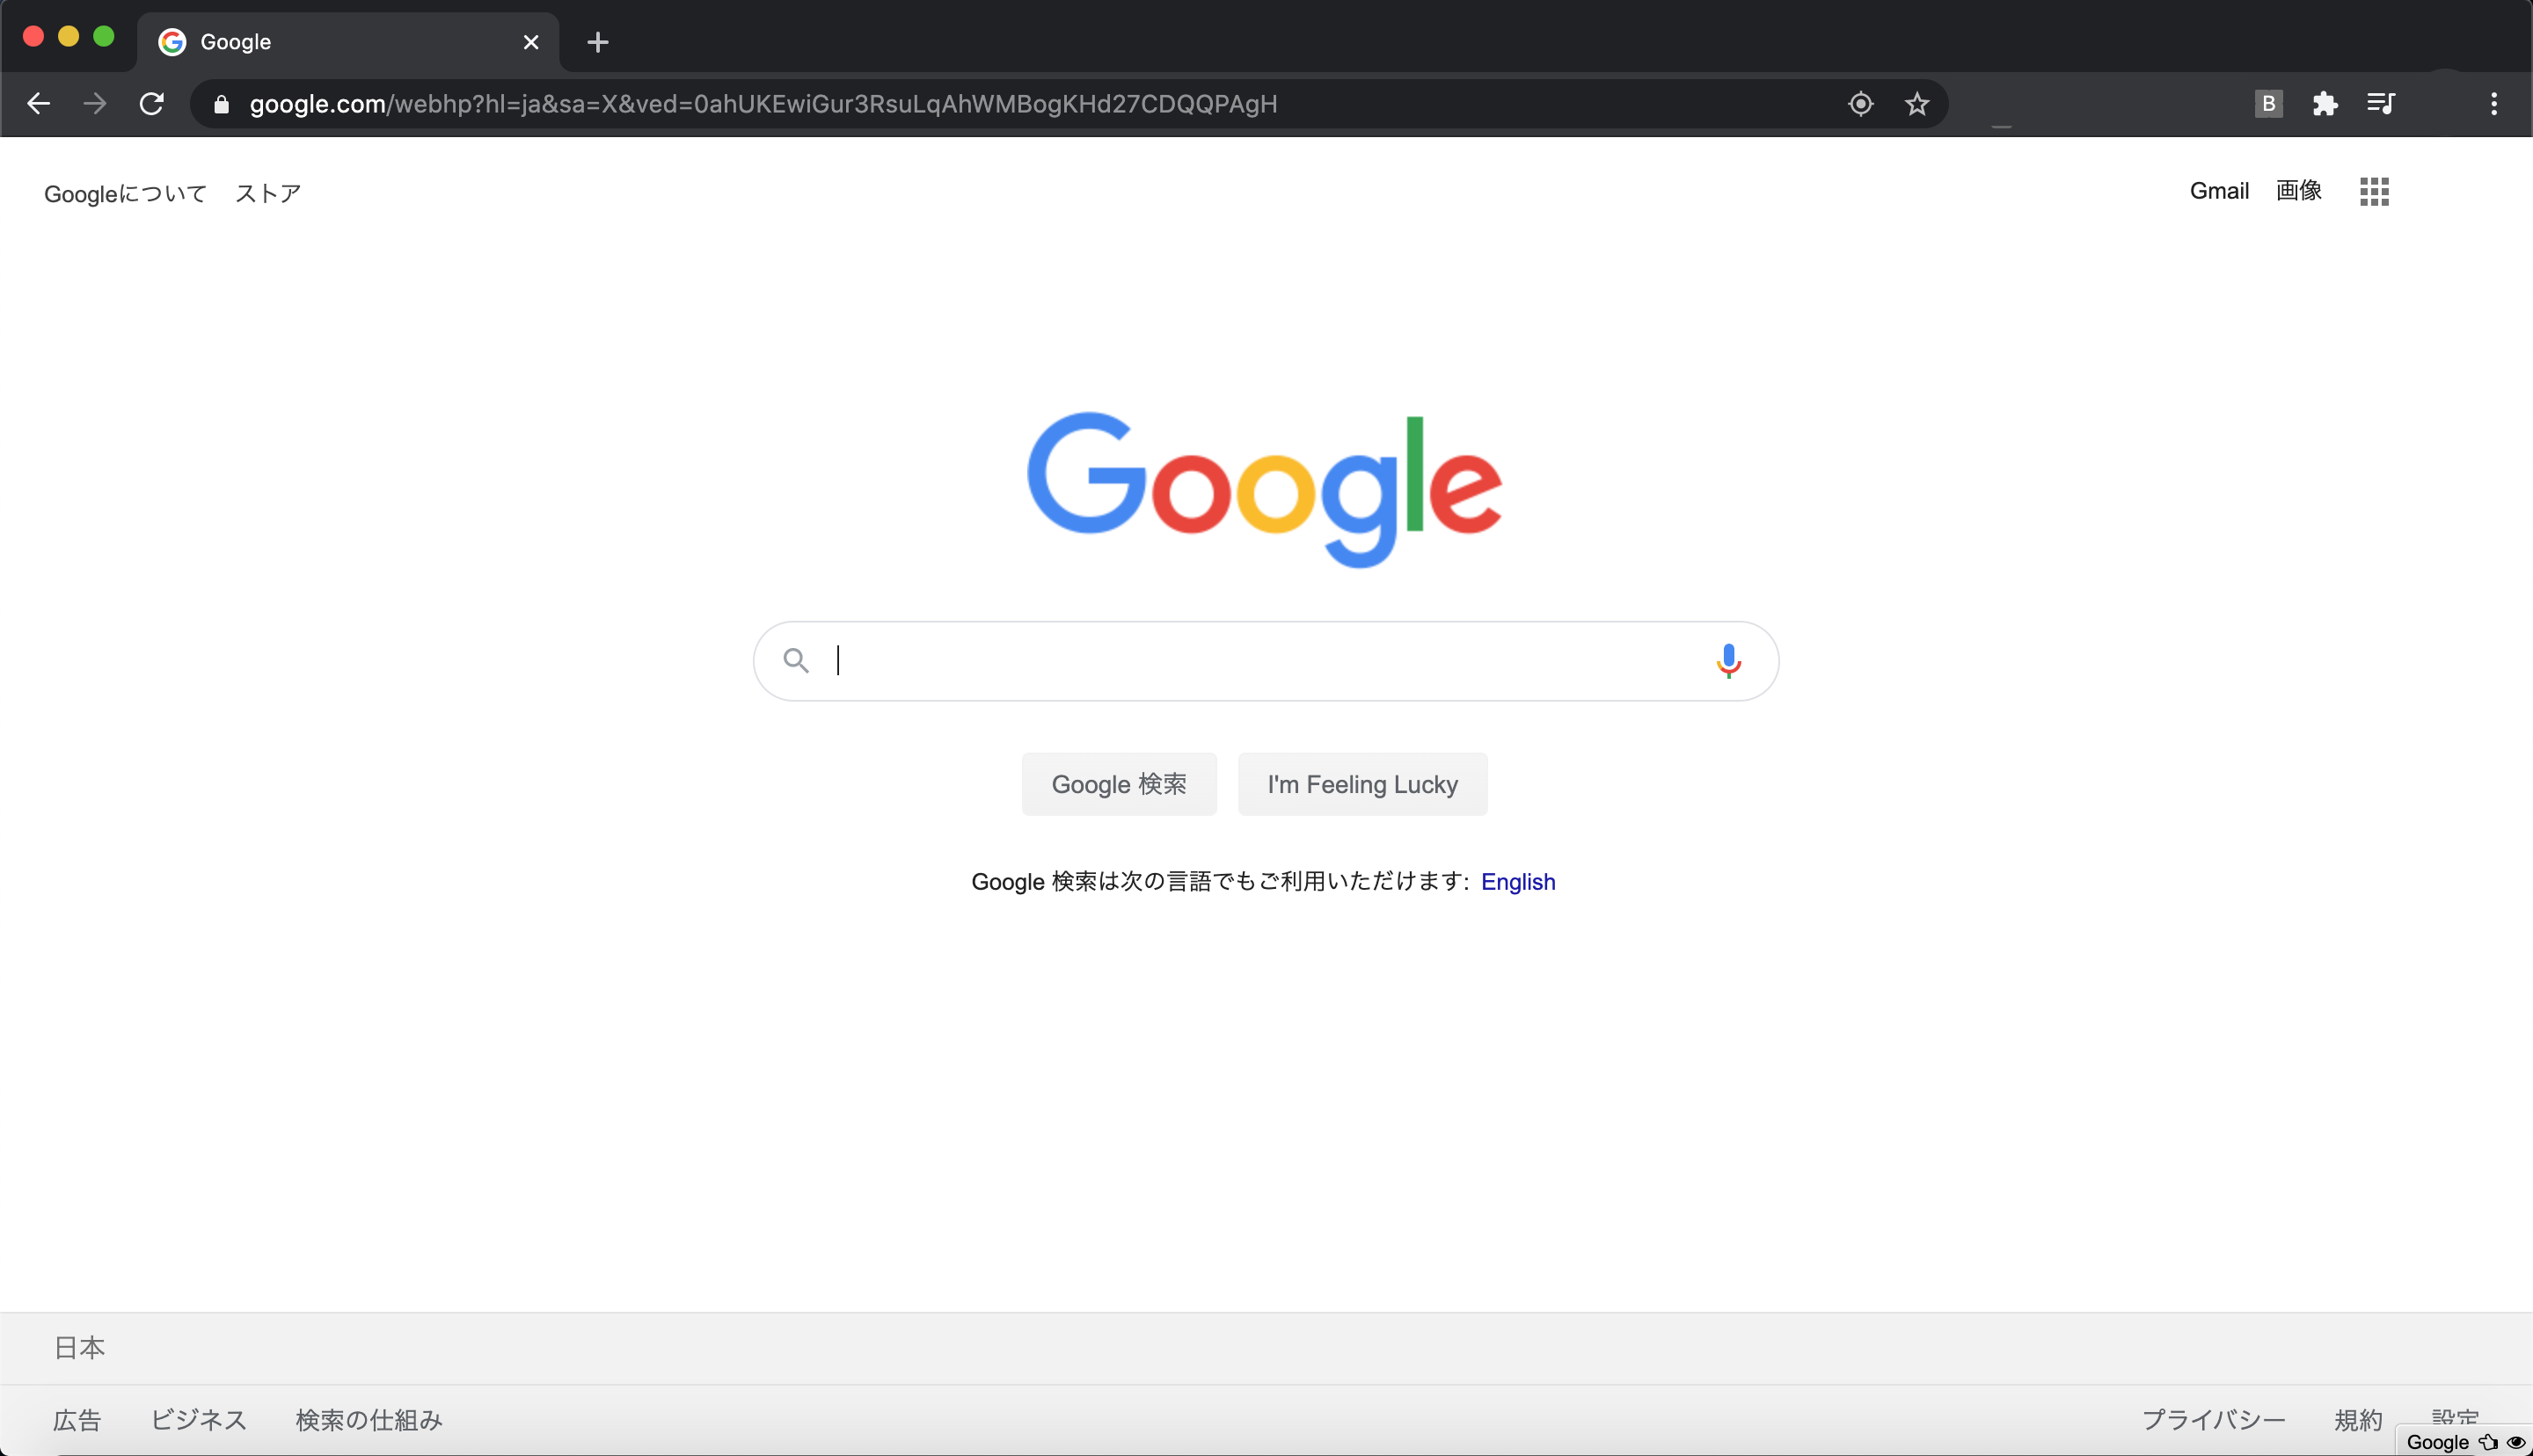 Google
google.com/webhp?hl=ja&sa=X&ved=0ahUKEwiGur3RsuLqAhWMBogKHd27CDQQPAgH
B
Googleについて ストア
Gmail 画像
Google
Google 検索 I'm Feeling Lucky
Google 検索は次の言語でもご利用いただけます: English
日本
広告 ビジネス 検索の仕組み
プライバシー 規約 設定
Google